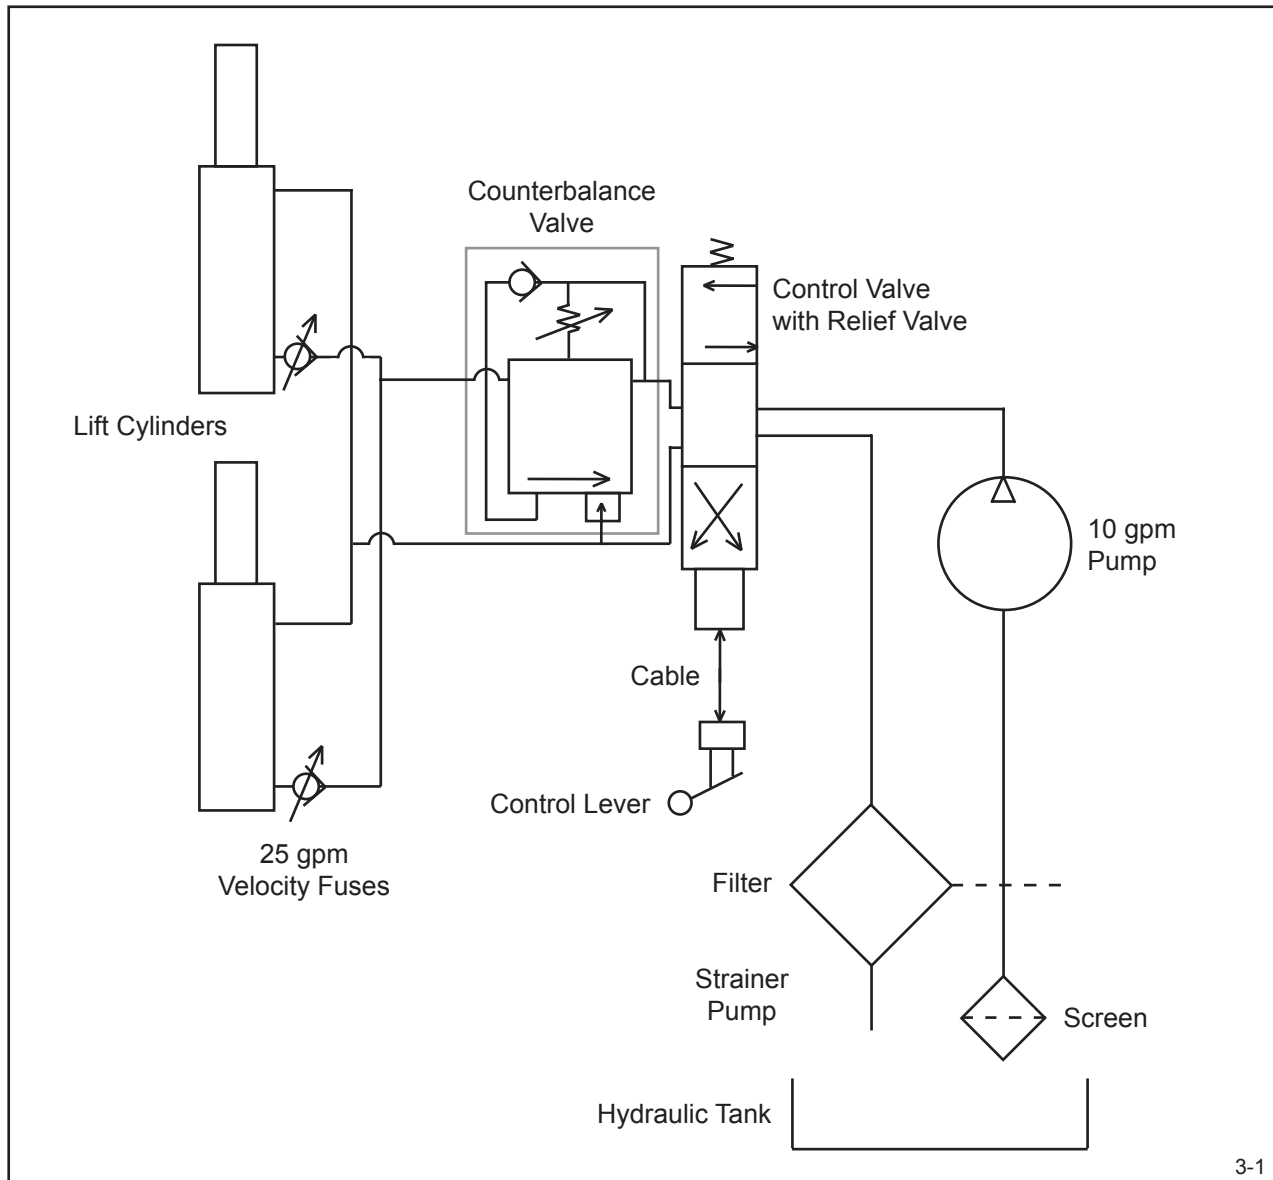 Counterbalance
Valve
Control Valve
with Relief Valve
Lift Cylinders
10 gpm
Pump
Cable
Control Lever
25 gpm
Velocity Fuses
Filter
Strainer
Pump
Screen
Hydraulic Tank
3-1